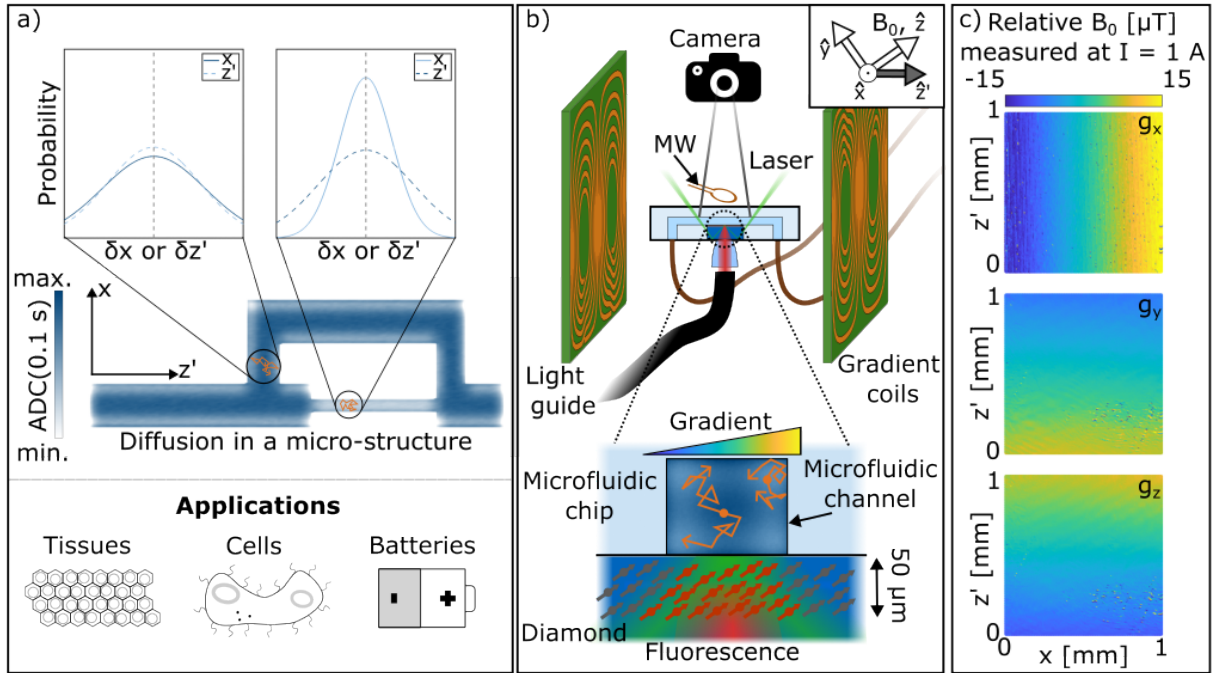 a)
x
z'
x
z'
Probability
δx or δz'
δx or δz'
max.
ADC(0.1 s)
min.
x
z'
Diffusion in a micro-structure
Applications
Tissues
Cells
Batteries
-
+
b)
Camera
B₀, ẑ
ŷ
x̂
ẑ'
MW
Laser
Light
guide
Gradient
coils
Gradient
Microfluidic
chip
Microfluidic
channel
50 μm
Diamond
Fluorescence
c) Relative B₀ [μT]
measured at I = 1 A
-15
15
1
gₓ
z' [mm]
0
1
g_y
z' [mm]
0
1
g_z
z' [mm]
0
0
1
x [mm]